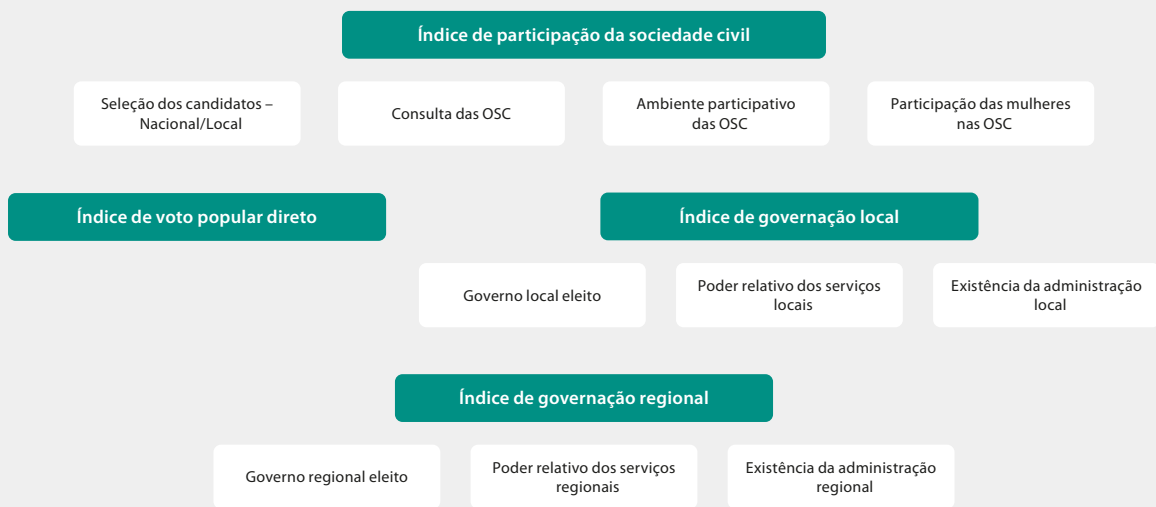 Índice de participação da sociedade civil
Seleção dos candidatos –
Nacional/Local
Consulta das OSC
Ambiente participativo
das OSC
Participação das mulheres
nas OSC
Índice de voto popular direto
Índice de governação local
Governo local eleito
Poder relativo dos serviços
locais
Existência da administração
local
Índice de governação regional
Governo regional eleito
Poder relativo dos serviços
regionais
Existência da administração
regional